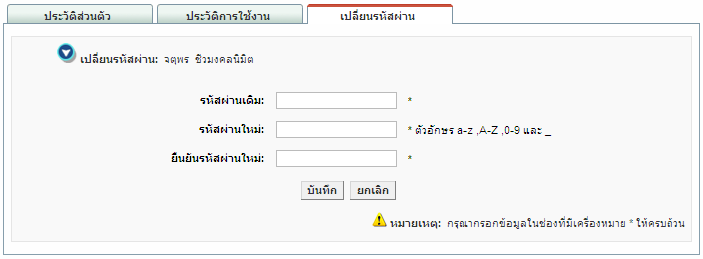 ประวัติส่วนตัว ประวัติการใช้งาน เปลี่ยนรหัสผ่าน
เปลี่ยนรหัสผ่าน: จตุพร ชีวมงคลนิมิต
รหัสผ่านเดิม: *
รหัสผ่านใหม่: * ตัวอักษร a-z ,A-Z ,0-9 และ _
ยืนยันรหัสผ่านใหม่: *
บันทึก ยกเลิก
หมายเหตุ: กรุณากรอกข้อมูลในช่องที่มีเครื่องหมาย * ให้ครบถ้วน